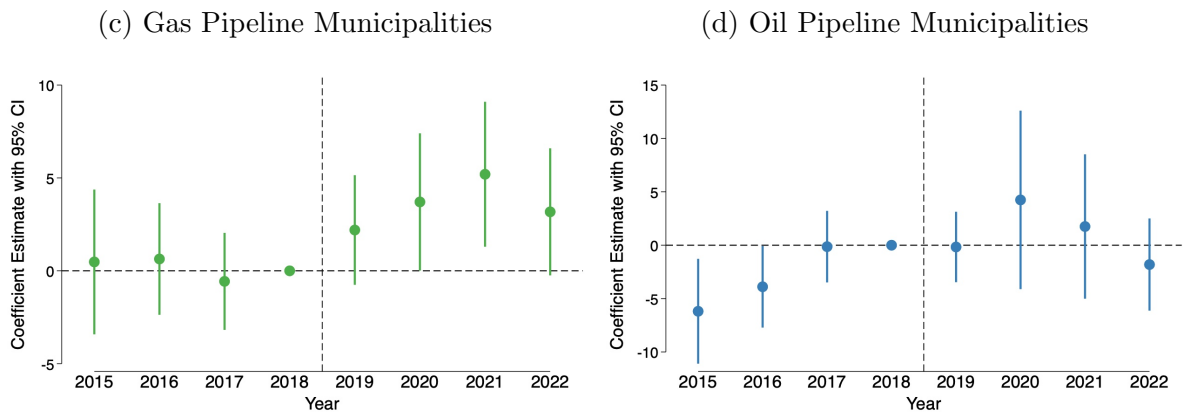 (c) Gas Pipeline Municipalities
Coefficient Estimate with 95% CI
10
5
0
-5
2015 2016 2017 2018 2019 2020 2021 2022
Year
(d) Oil Pipeline Municipalities
Coefficient Estimate with 95% CI
15
10
5
0
-5
-10
2015 2016 2017 2018 2019 2020 2021 2022
Year